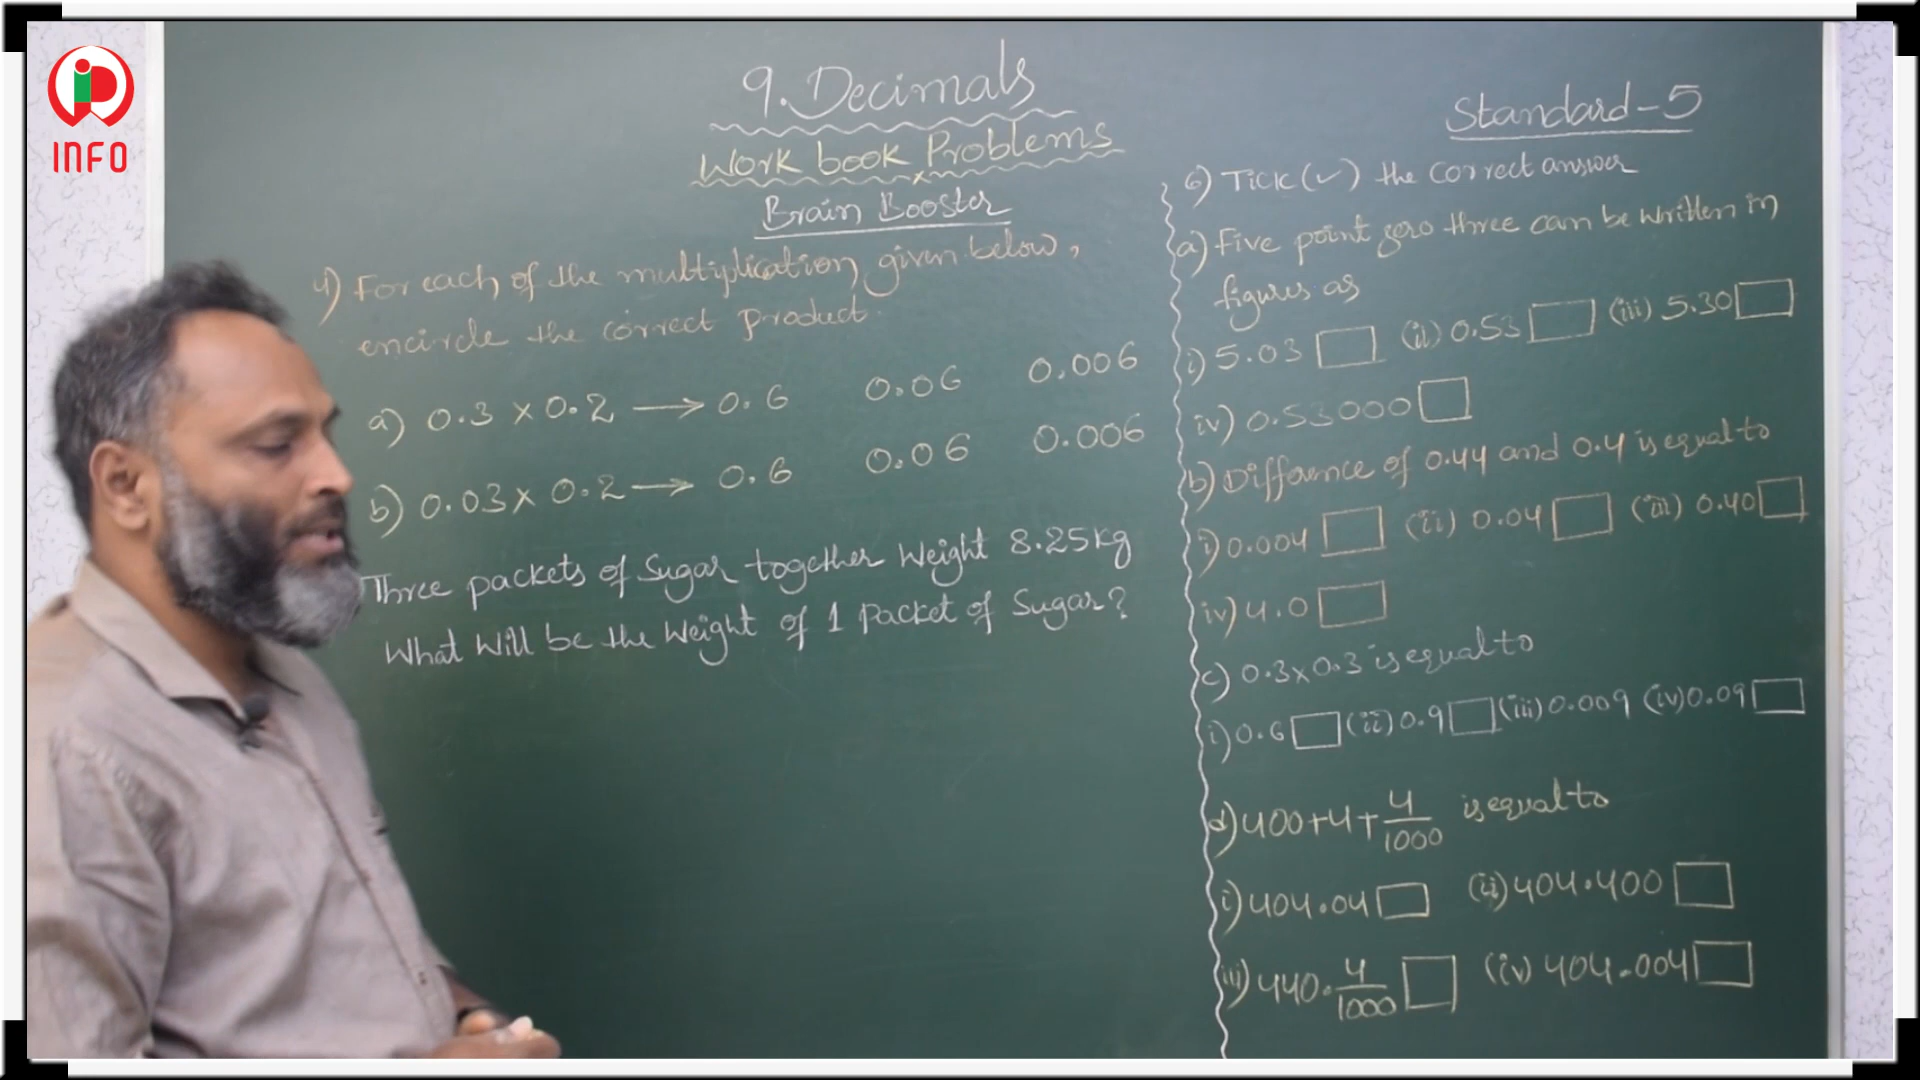 INFO
9. Decimals
Work book Problems
Brain Booster
Standard-5
4) For each of the multiplication given below,
encircle the correct product.
a) 0.3 × 0.2 → 0.6 0.06 0.006
b) 0.03 × 0.2 → 0.6 0.06 0.006
Three packets of Sugar together Weight 8.25kg
What Will be the Weight of 1 Packet of Sugar?
6) Tick (✓) the Correct answer
a) Five point zero three can be written in
figures as
i) 5.03 (ii) 0.53 (iii) 5.30
iv) 0.53000
b) Differnce of 0.44 and 0.4 is equal to
i) 0.004 (ii) 0.04 (iii) 0.40
iv) 4.0
c) 0.3×0.3 is equal to
i) 0.6 (ii) 0.9 (iii) 0.009 (iv) 0.09
d) 400+4+4/1000 is equal to
i) 404.04 (ii) 404.400
iii) 440.4/1000 (iv) 404.004